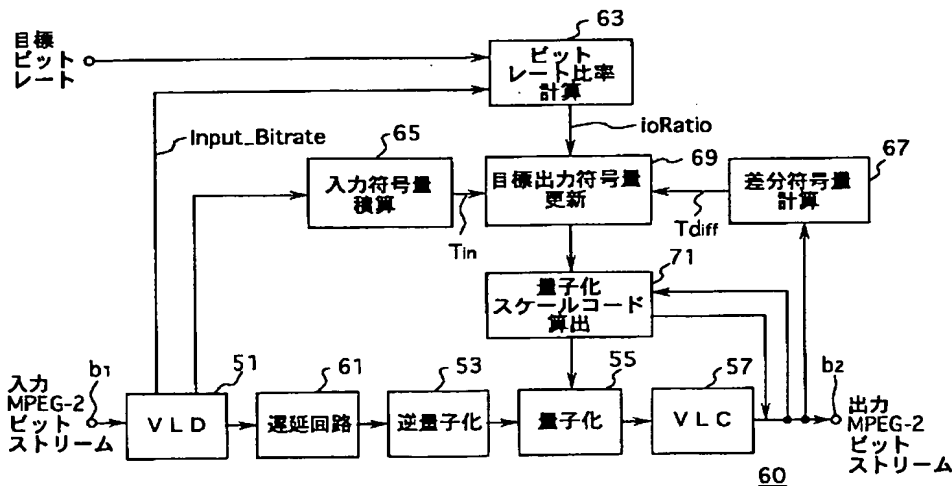 63
目標
ビット
レート
ビット
レート比率
計算
Input_Bitrate
ioRatio
65
69
67
入力符号量
積算
目標出力符号量
更新
差分符号量
計算
Tin
Tdiff
71
量子化
スケールコード
算出
入力
MPEG-2
ビット
ストリーム
b1
51
61
53
55
57
b2
VLD
遅延回路
逆量子化
量子化
VLC
出力
MPEG-2
ビット
ストリーム
60